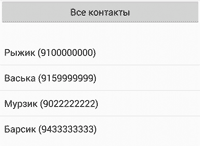 Все контакты
Рыжик (9100000000)
Васька (9159999999)
Мурзик (9022222222)
Барсик (9433333333)